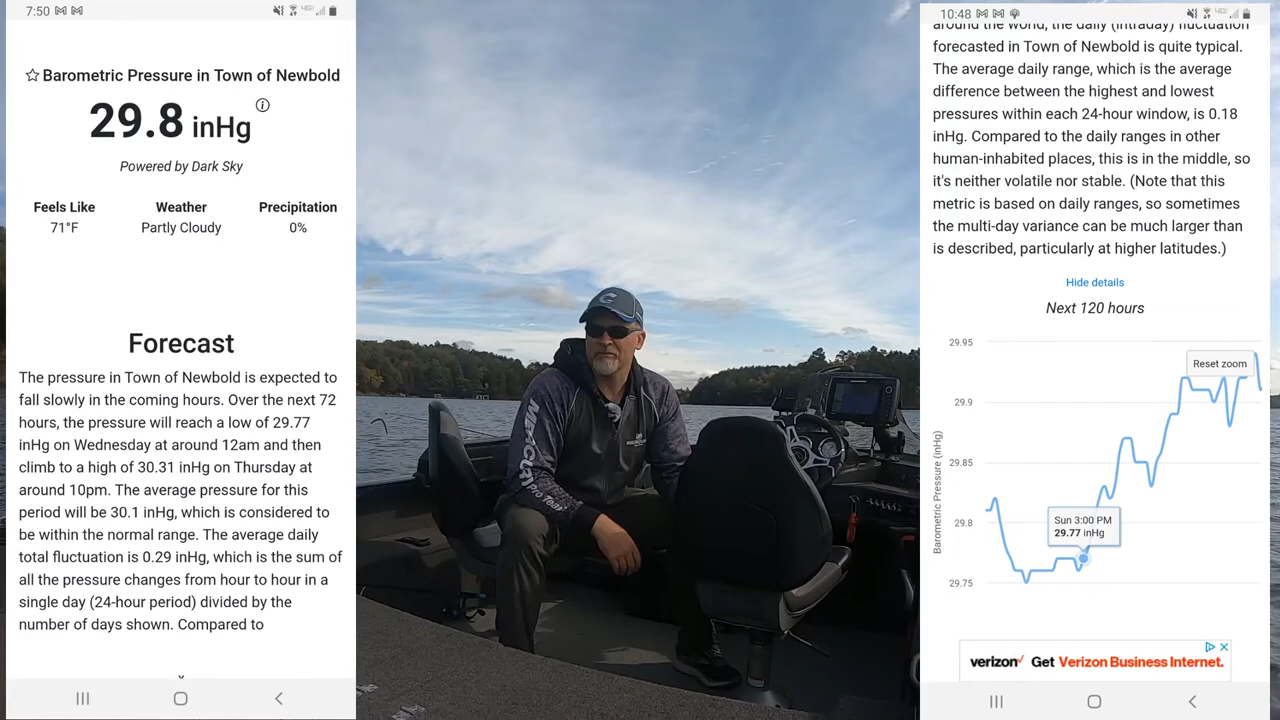 7:50
Barometric Pressure in Town of Newbold
29.8 inHg
Powered by Dark Sky
Feels Like
Weather
Precipitation
71°F
Partly Cloudy
0%
Forecast
The pressure in Town of Newbold is expected to
fall slowly in the coming hours. Over the next 72
hours, the pressure will reach a low of 29.77
inHg on Wednesday at around 12am and then
climb to a high of 30.31 inHg on Thursday at
around 10pm. The average pressure for this
period will be 30.1 inHg, which is considered to
be within the normal range. The average daily
total fluctuation is 0.29 inHg, which is the sum of
all the pressure changes from hour to hour in a
single day (24-hour period) divided by the
number of days shown. Compared to
C
MERCURY
Pro Team
10:48
around the world, the daily (intraday) fluctuation
forecasted in Town of Newbold is quite typical.
The average daily range, which is the average
difference between the highest and lowest
pressures within each 24-hour window, is 0.18
inHg. Compared to the daily ranges in other
human-inhabited places, this is in the middle, so
it's neither volatile nor stable. (Note that this
metric is based on daily ranges, so sometimes
the multi-day variance can be much larger than
is described, particularly at higher latitudes.)
Hide details
Next 120 hours
Barometric Pressure (inHg)
29.95
29.9
29.85
29.8
29.75
Reset zoom
Sun 3:00 PM
29.77 inHg
verizon Get Verizon Business Internet.